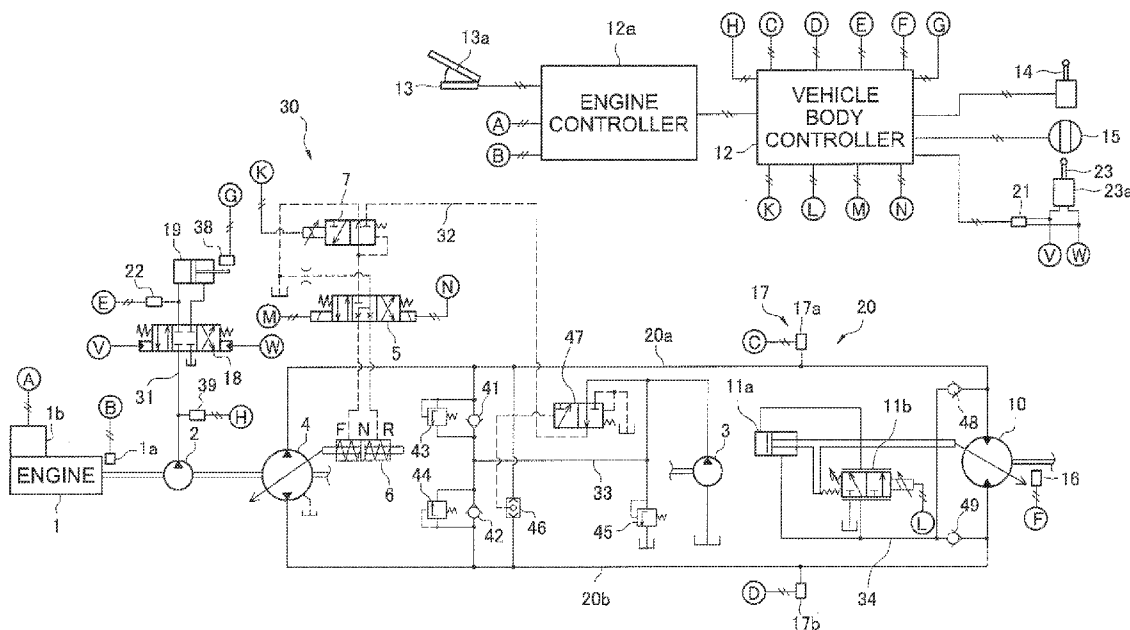 12a
13a
13
ENGINE CONTROLLER
A
B
H C D E F G
VEHICLE BODY CONTROLLER
12
K L M N
14
15
23
23a
21
V W
30
K
7
G
32
19
38
22
E
M
N
5
V
W
18
31
39
H
A
1b
B
1a
2
ENGINE
1
4
F N R
6
41
43
44
42
46
47
33
45
3
20a
20b
17
17a
C
20
11a
11b
48
10
16
F
L
49
34
D
17b